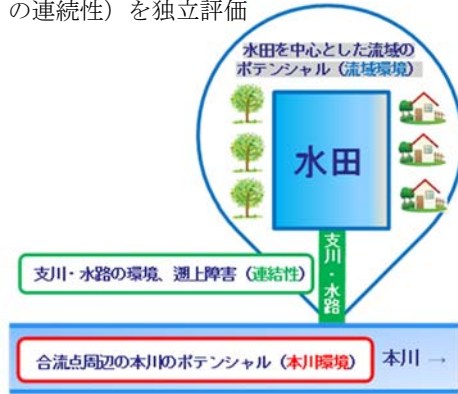 の連続性）を独立評価
水田を中心とした流域の
ポテンシャル（流域環境）
水田
支川・水路
支川・水路の環境、遡上障害（連結性）
合流点周辺の本川のポテンシャル（本川環境）
本川 →